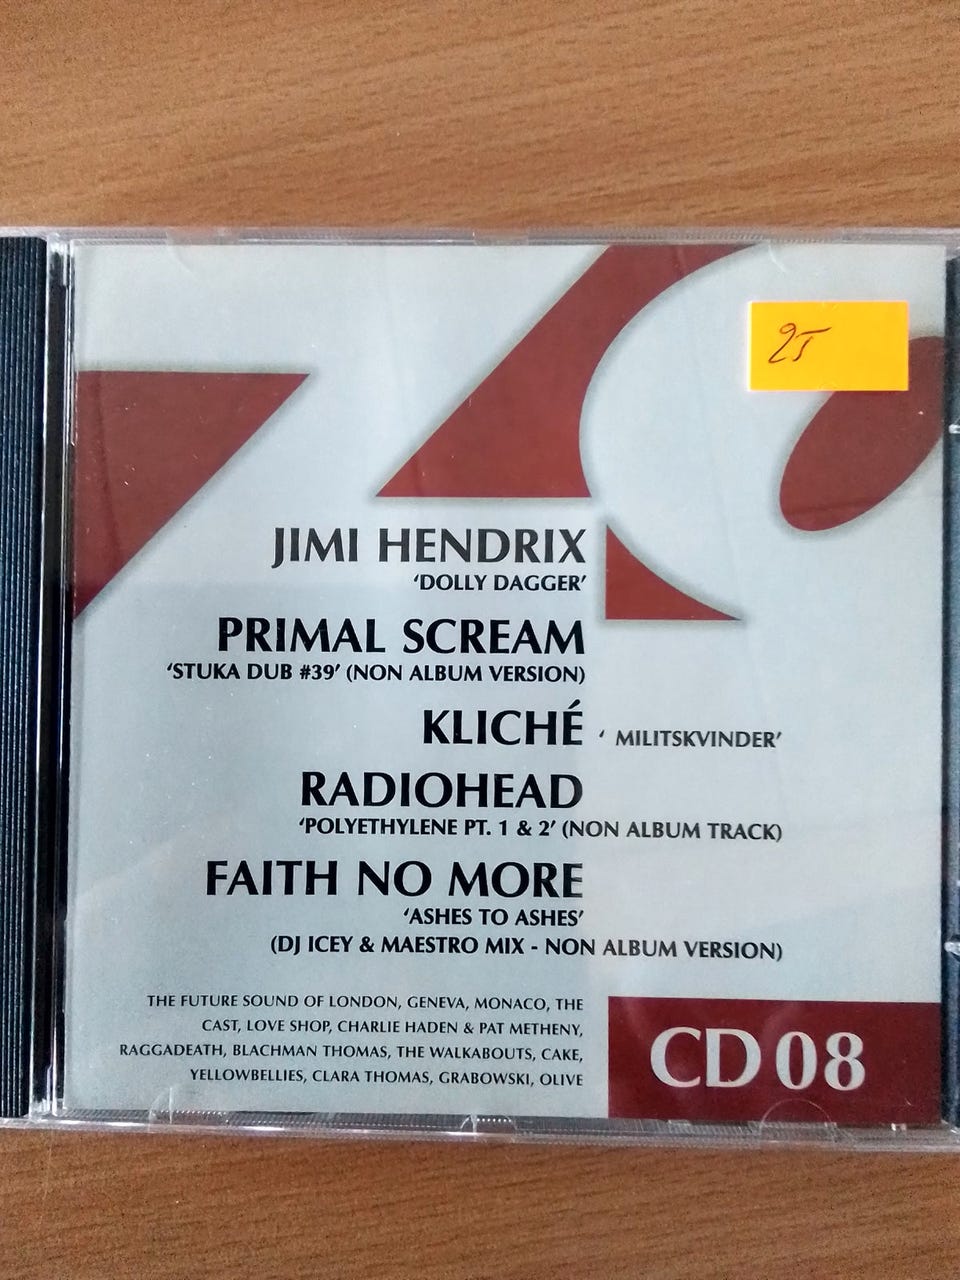 25
JIMI HENDRIX
‘DOLLY DAGGER’
PRIMAL SCREAM
‘STUKA DUB #39’ (NON ALBUM VERSION)
KLICHÉ ‘ MILITSKVINDER’
RADIOHEAD
‘POLYETHYLENE PT. 1 & 2’ (NON ALBUM TRACK)
FAITH NO MORE
‘ASHES TO ASHES’
(DJ ICEY & MAESTRO MIX - NON ALBUM VERSION)
THE FUTURE SOUND OF LONDON, GENEVA, MONACO, THE
CAST, LOVE SHOP, CHARLIE HADEN & PAT METHENY,
RAGGADEATH, BLACHMAN THOMAS, THE WALKABOUTS, CAKE,
YELLOWBELLIES, CLARA THOMAS, GRABOWSKI, OLIVE
CD08